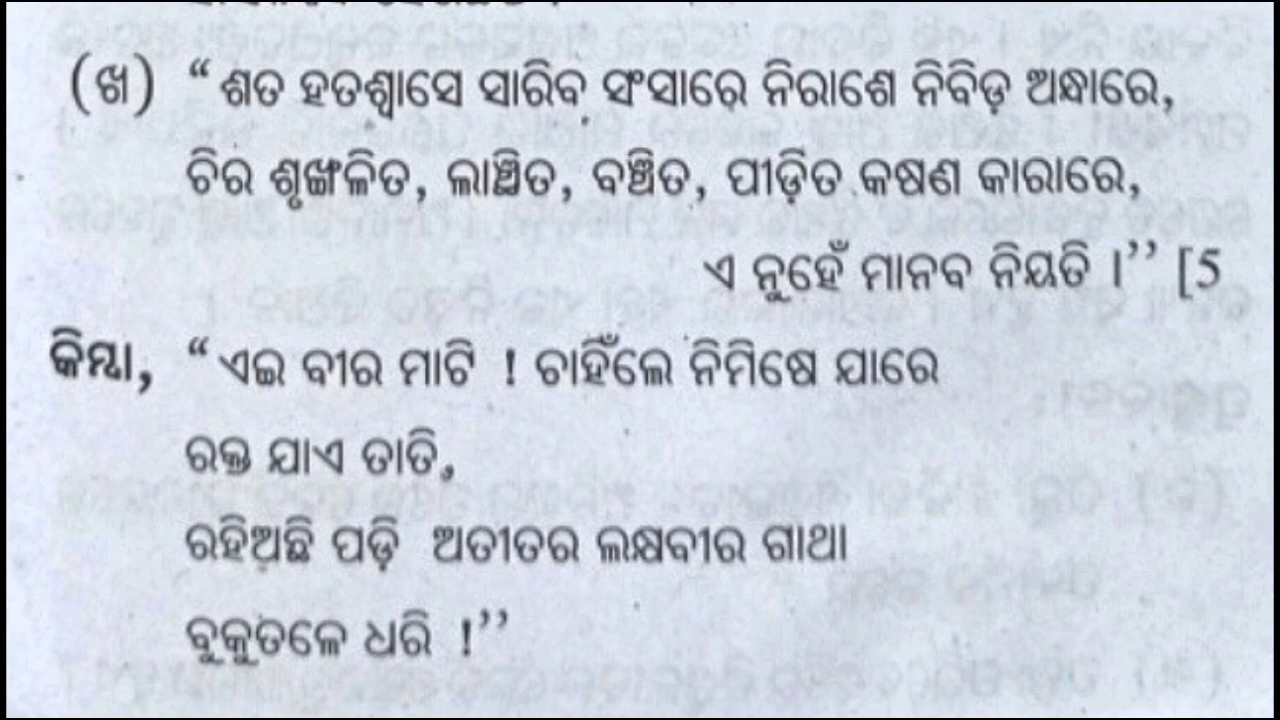 (ଖ) “ ଶତ ହତଶ୍ୱାସେ ସାରିବ ସଂସାରେ ନିରାଶେ ନିବିଡ଼ ଅନ୍ଧାରେ,
ଚିର ଶୃଙ୍ଖଳିତ, ଲାଞ୍ଛିତ, ବଞ୍ଚିତ, ପୀଡ଼ିତ କଷଣ କାରାରେ,
ଏ ନୁହେଁ ମାନବ ନିୟତି ।’’ [5
କିମ୍ଵା, “ ଏଇ ବୀର ମାଟି ! ଚାହିଁଲେ ନିମିଷେ ଯାରେ
ରକ୍ତ ଯାଏ ତାତି,
ରହିଅଛି ପଡ଼ି ଅତୀତର ଲକ୍ଷବୀର ଗାଥା
ବୁକୁତଳେ ଧରି !’’